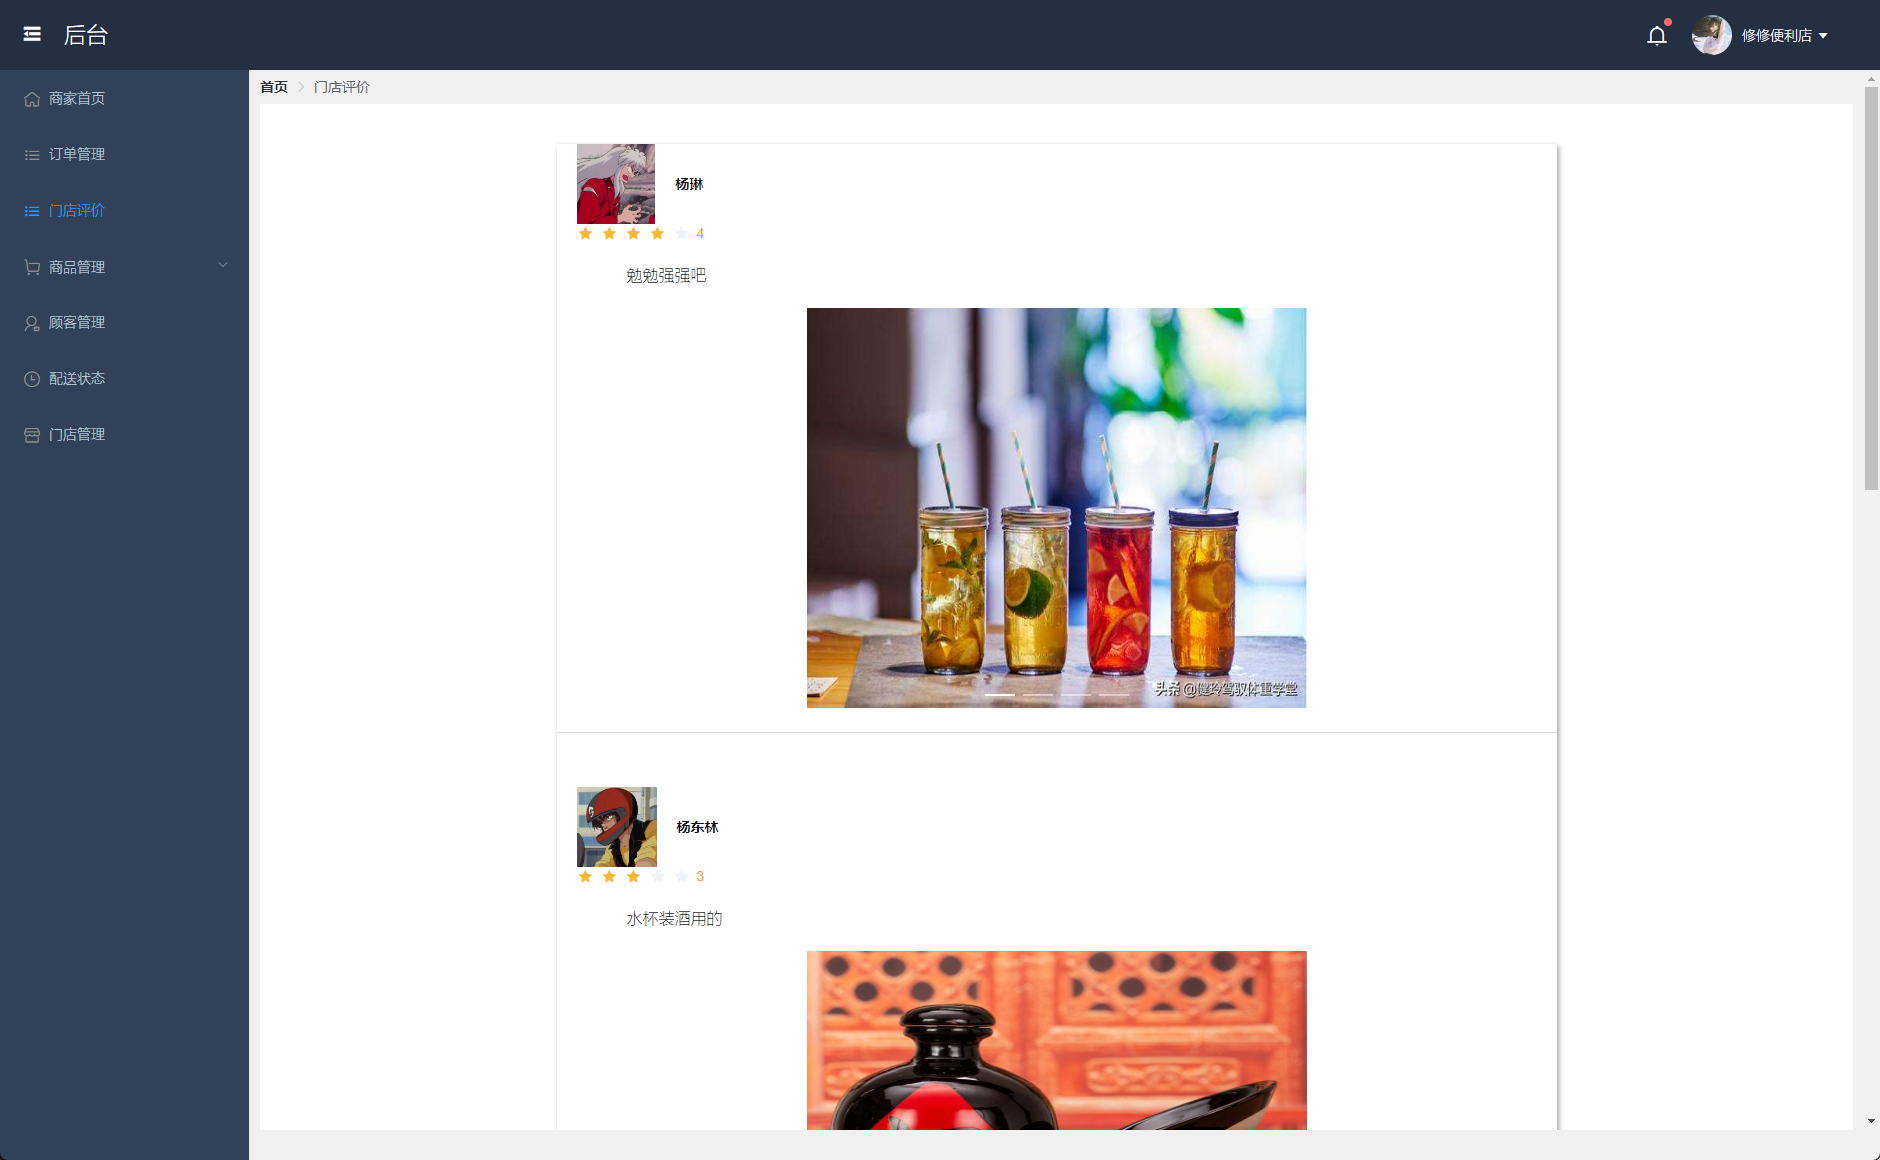 后台
修修便利店
商家首页
订单管理
门店评价
商品管理
顾客管理
配送状态
门店管理
首页 门店评价
杨琳
4
勉勉强强吧
头条 @健玲驾驭体重学堂
杨东林
3
水杯装酒用的